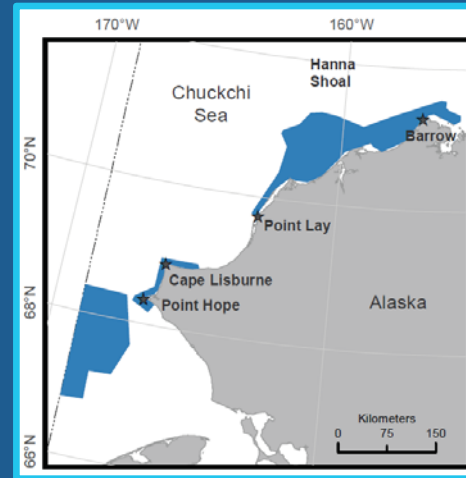 170°W
160°W
Hanna
Shoal
Chuckchi
Sea
70°N
Barrow
Point Lay
Cape Lisburne
68°N
Point Hope
Alaska
Kilometers
0 75 150
66°N